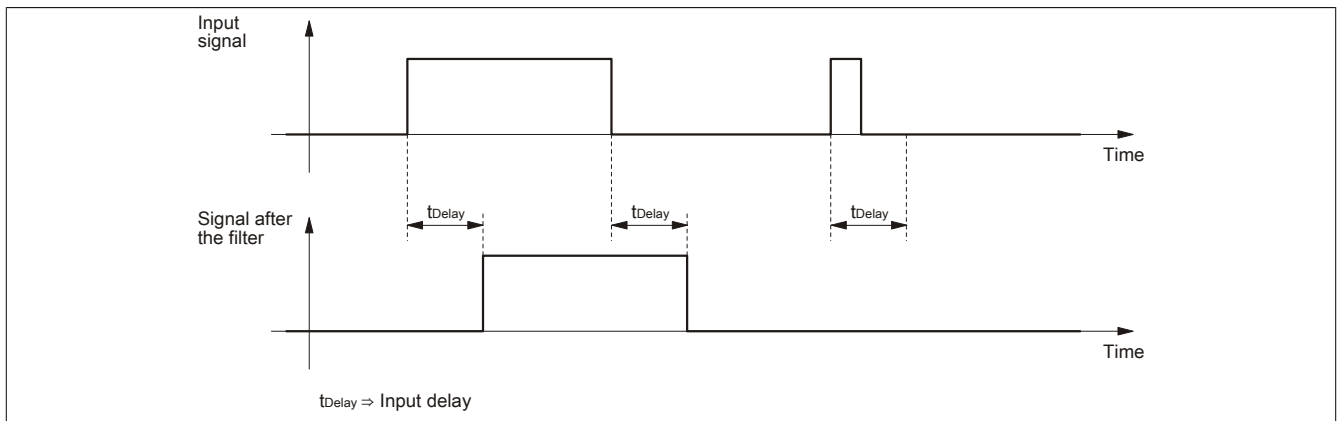 Input
signal
Time
Signal after
the filter
tDelay
tDelay
tDelay
Time
tDelay ⇒ Input delay